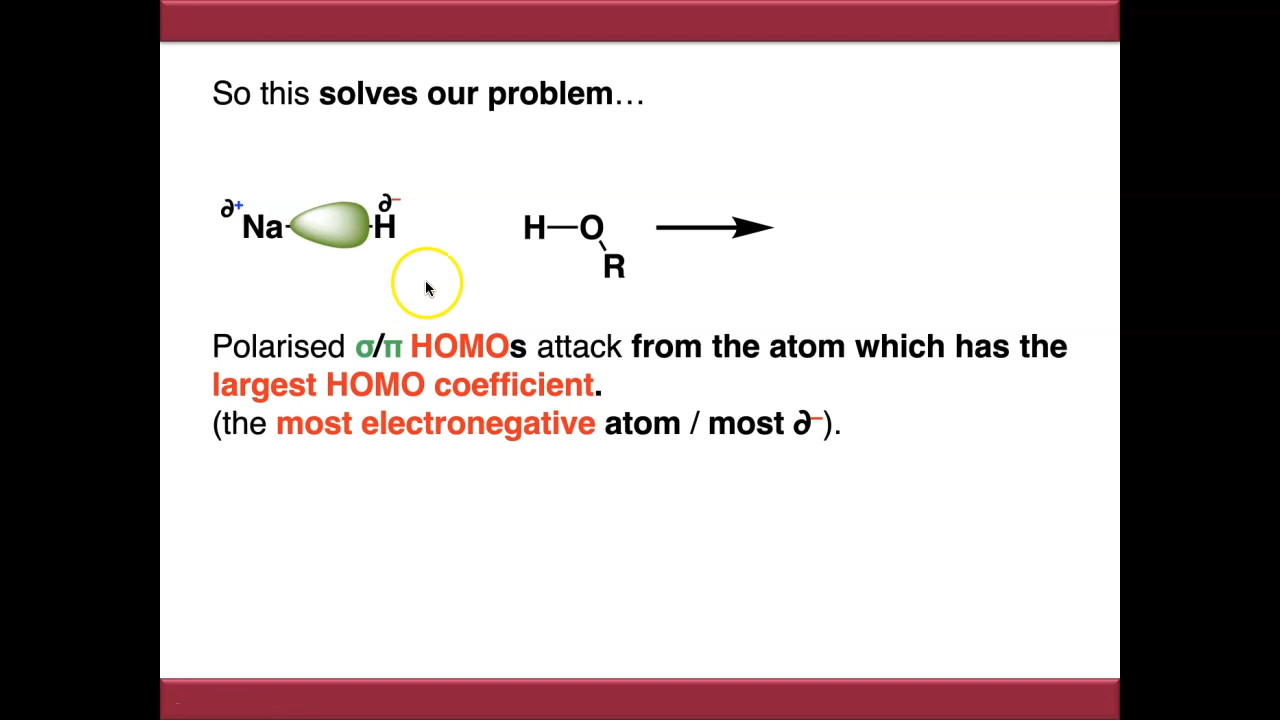 So this solves our problem…
∂+ Na H ∂– H—O R
Polarised σ/π HOMOs attack from the atom which has the
largest HOMO coefficient.
(the most electronegative atom / most ∂–).